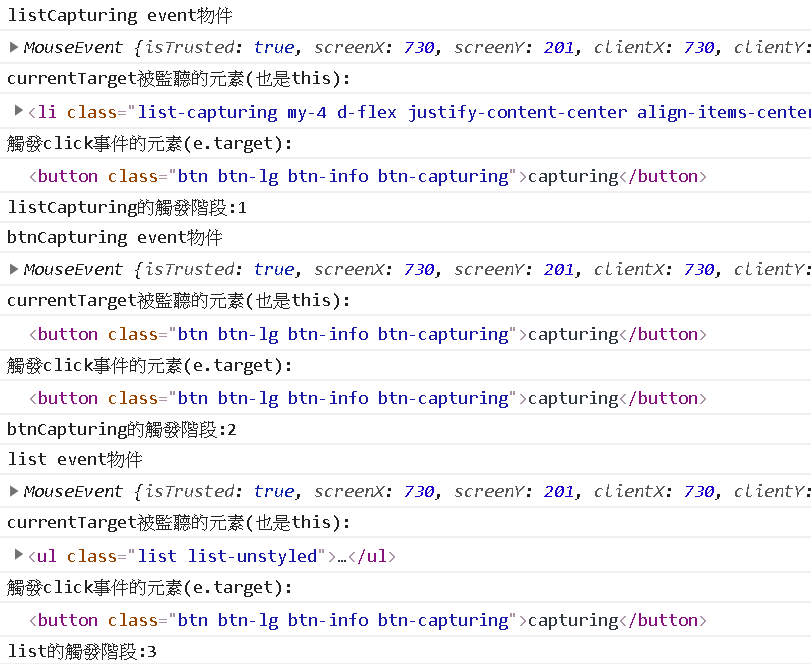 listCapturing event物件
▶MouseEvent {isTrusted: true, screenX: 730, screenY: 201, clientX: 730, clientY:
currentTarget被監聽的元素(也是this):
▶<li class="list-capturing my-4 d-flex justify-content-center align-items-center
觸發click事件的元素(e.target):
<button class="btn btn-lg btn-info btn-capturing">capturing</button>
listCapturing的觸發階段:1
btnCapturing event物件
▶MouseEvent {isTrusted: true, screenX: 730, screenY: 201, clientX: 730, clientY:
currentTarget被監聽的元素(也是this):
<button class="btn btn-lg btn-info btn-capturing">capturing</button>
觸發click事件的元素(e.target):
<button class="btn btn-lg btn-info btn-capturing">capturing</button>
btnCapturing的觸發階段:2
list event物件
▶MouseEvent {isTrusted: true, screenX: 730, screenY: 201, clientX: 730, clientY:
currentTarget被監聽的元素(也是this):
▶<ul class="list list-unstyled">…</ul>
觸發click事件的元素(e.target):
<button class="btn btn-lg btn-info btn-capturing">capturing</button>
list的觸發階段:3